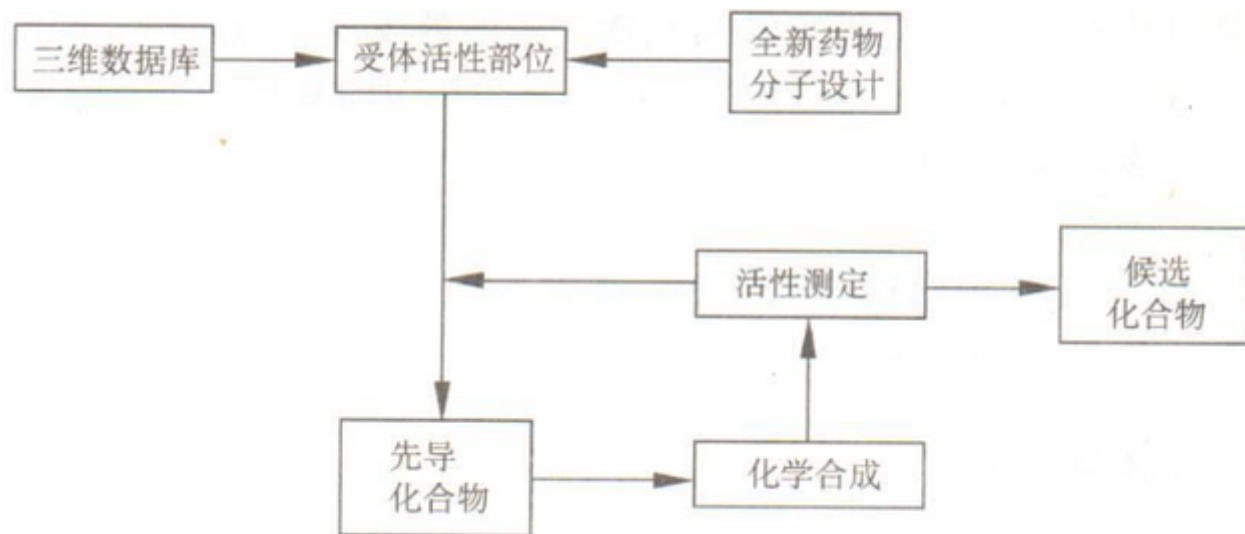 三维数据库
受体活性部位
全新药物
分子设计
活性测定
候选
化合物
先导
化合物
化学合成